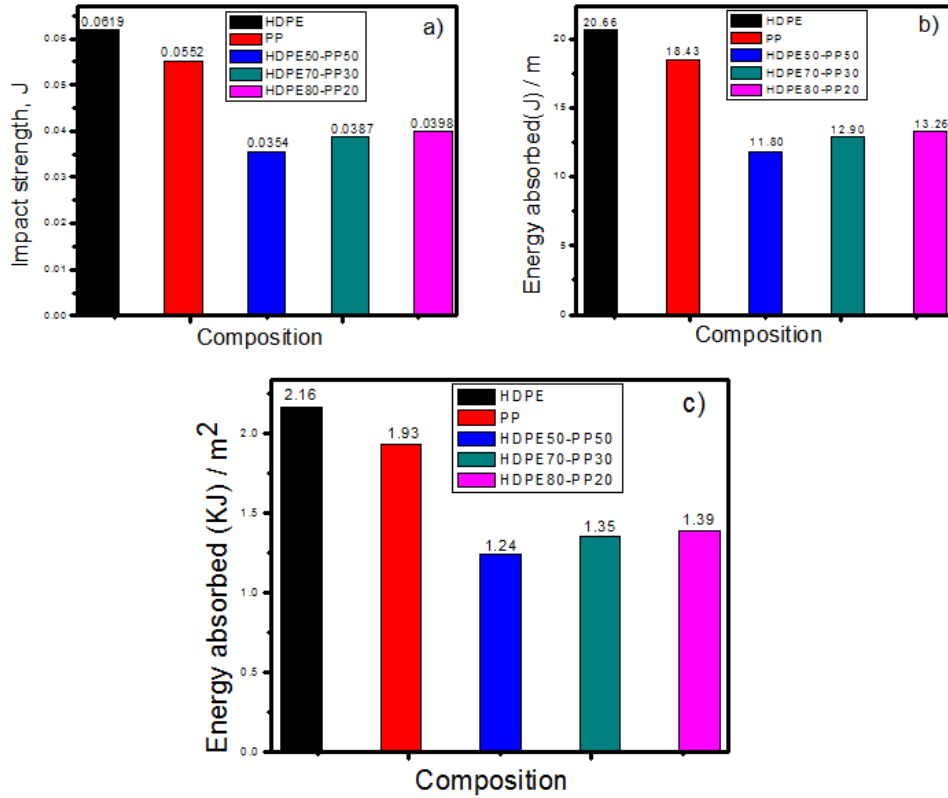 a)
HDPE
PP
HDPE50-PP50
HDPE70-PP30
HDPE80-PP20
0.0619
0.0552
0.0354
0.0387
0.0398
0.06
0.05
0.04
0.03
0.02
0.01
0.00
Impact strength, J
Composition
b)
HDPE
PP
HDPE50-PP50
HDPE70-PP30
HDPE80-PP20
20.66
18.43
11.80
12.90
13.26
20
15
10
5
0
Energy absorbed(J) / m
Composition
c)
HDPE
PP
HDPE50-PP50
HDPE70-PP30
HDPE80-PP20
2.16
1.93
1.24
1.35
1.39
2.0
1.5
1.0
0.5
0.0
Energy absorbed (KJ) / m²
Composition